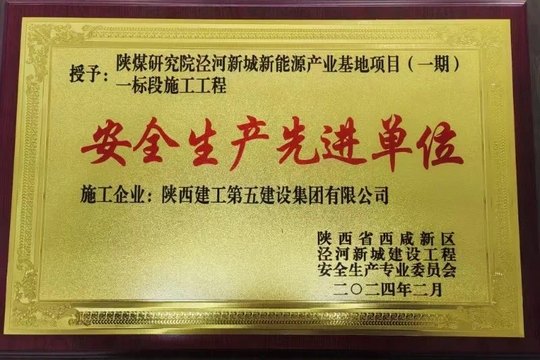 授予：陕煤研究院泾河新城新能源产业基地项目（一期）
一标段施工工程
安全生产先进单位
施工企业：陕西建工第五建设集团有限公司
陕西省西咸新区
泾河新城建设工程
安全生产专业委员会
二〇二四年二月